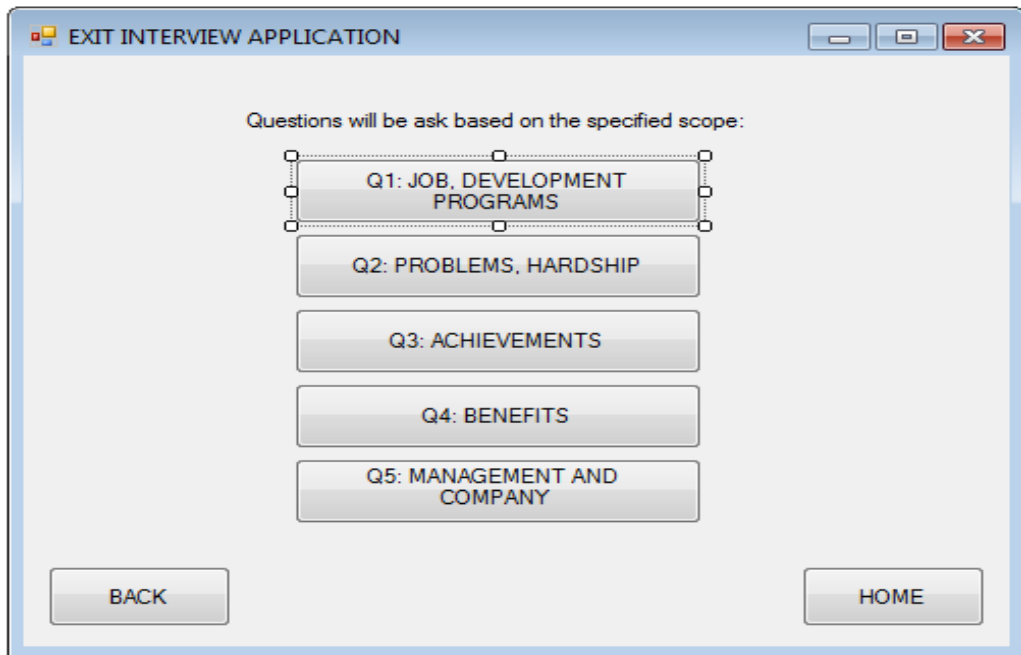 EXIT INTERVIEW APPLICATION
Questions will be ask based on the specified scope:
Q1: JOB, DEVELOPMENT
PROGRAMS
Q2: PROBLEMS, HARDSHIP
Q3: ACHIEVEMENTS
Q4: BENEFITS
Q5: MANAGEMENT AND
COMPANY
BACK
HOME